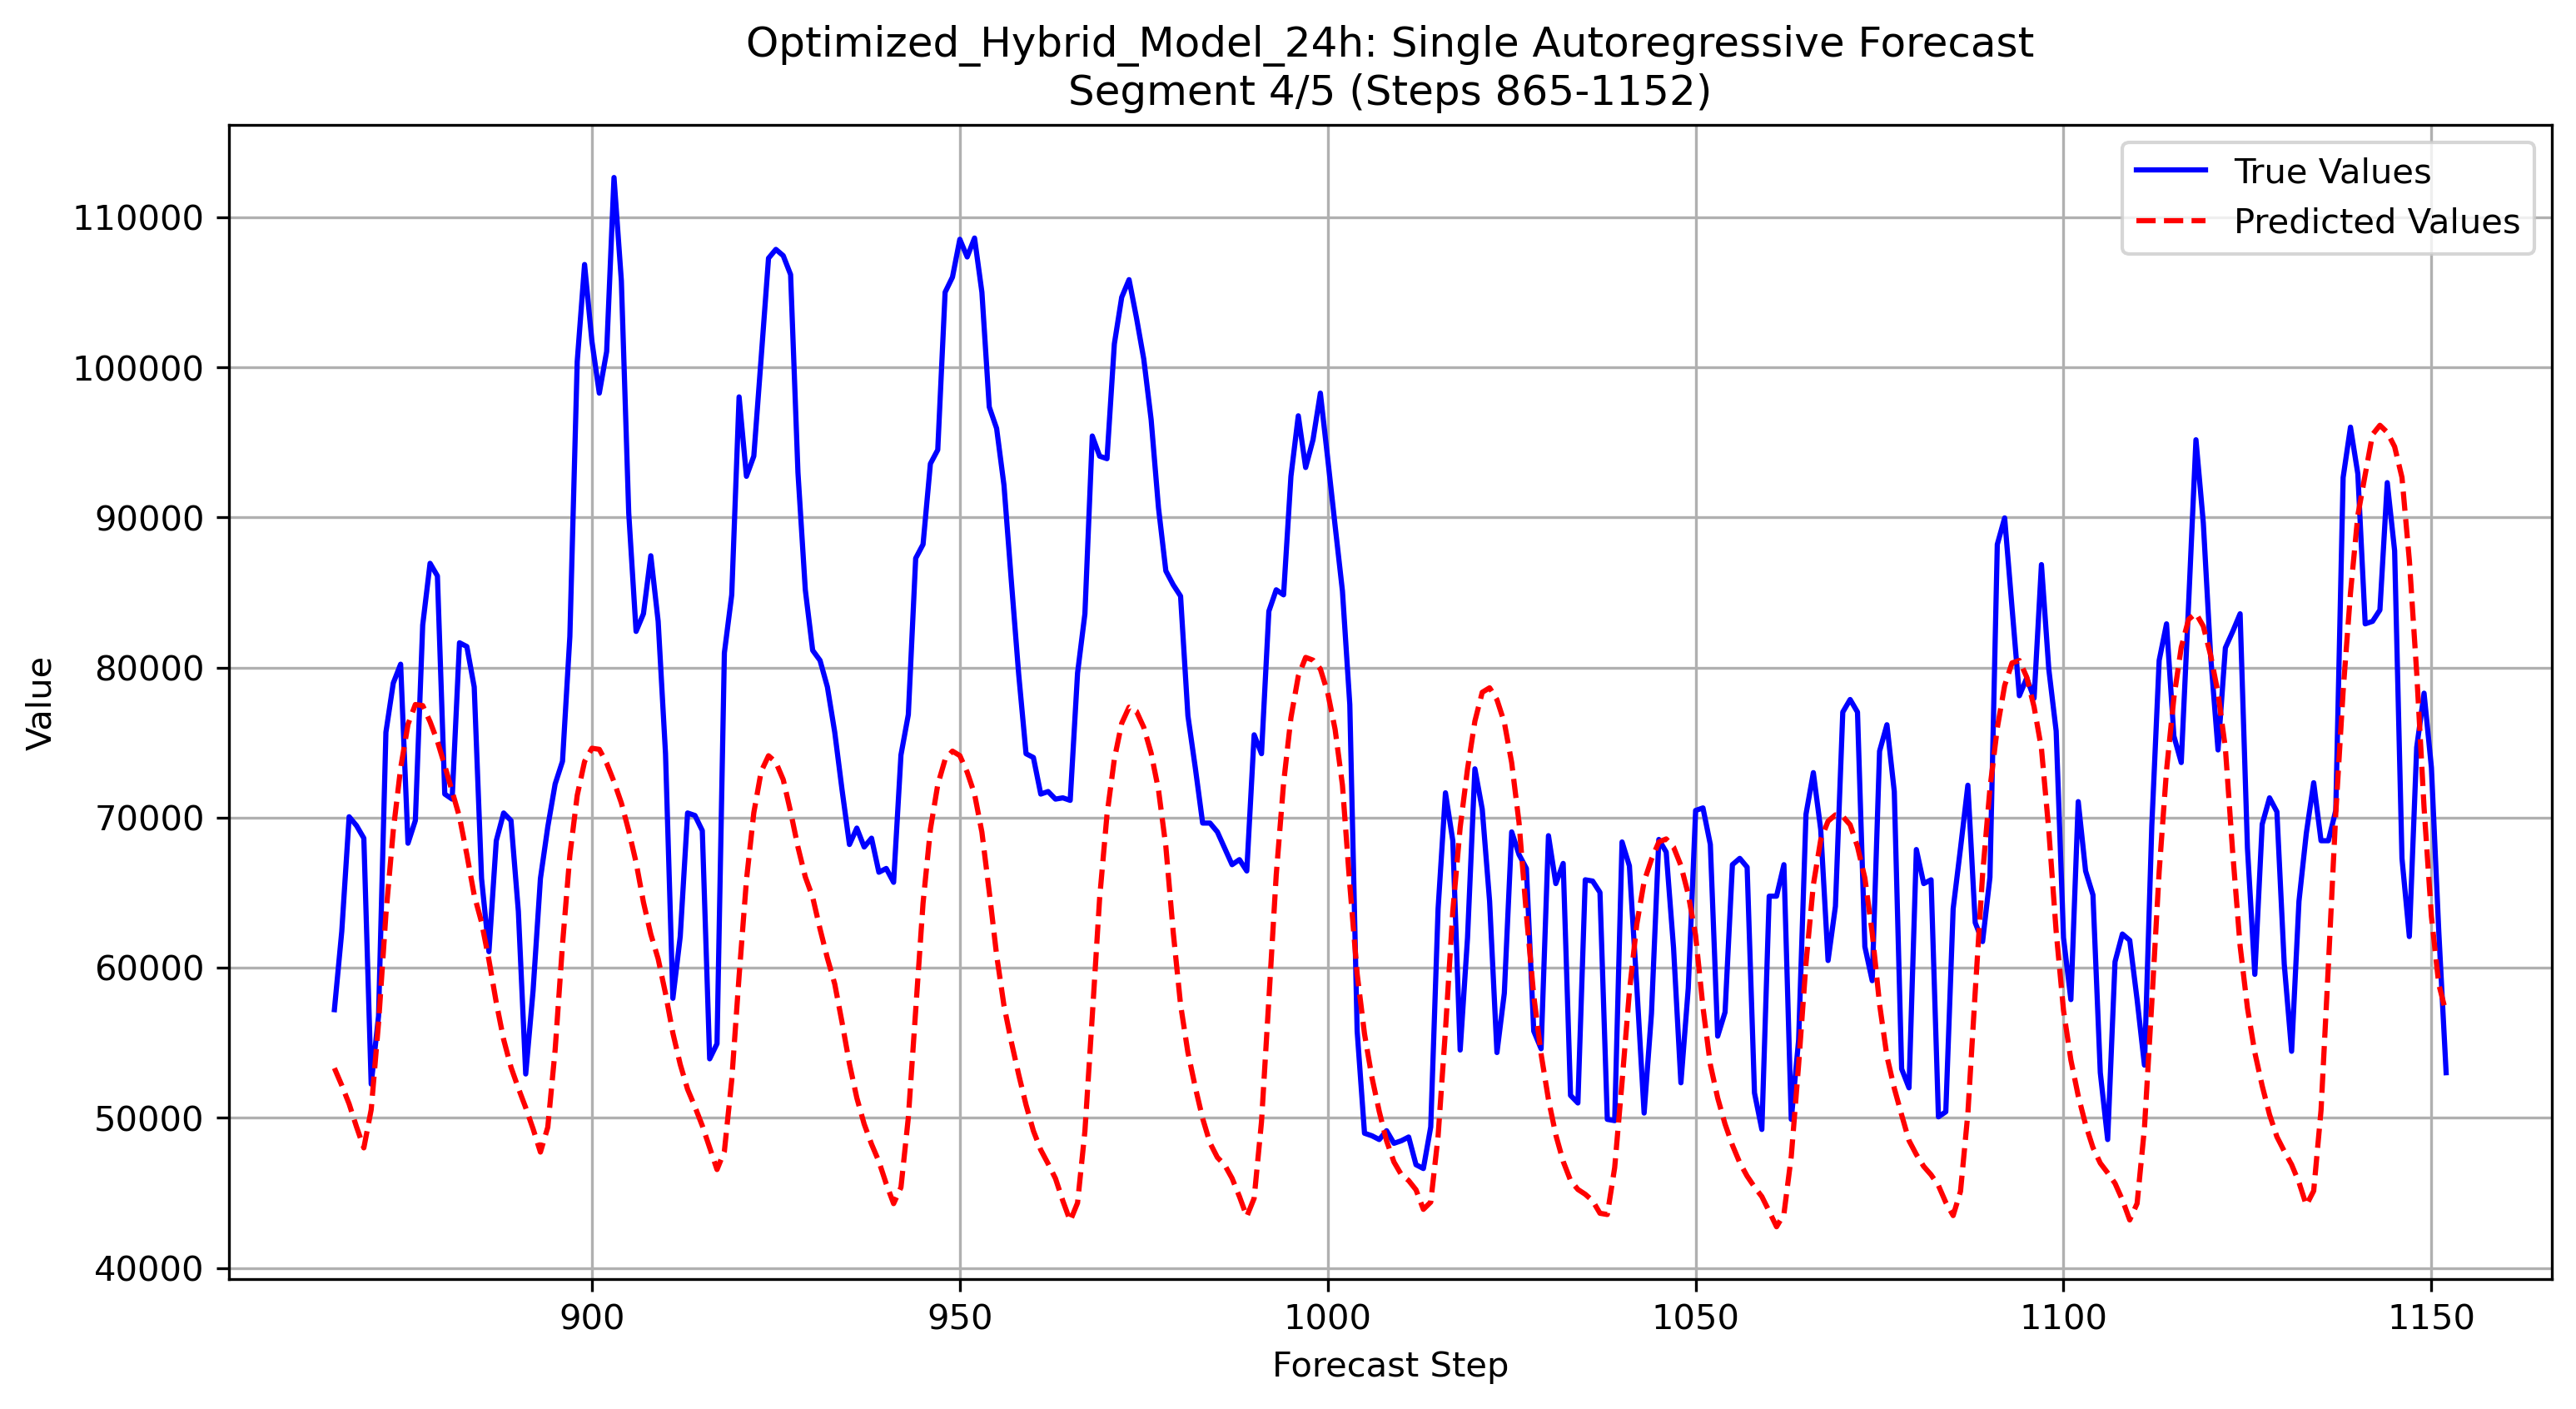 Optimized_Hybrid_Model_24h: Single Autoregressive Forecast
Segment 4/5 (Steps 865-1152)
True Values
Predicted Values
Value
110000
100000
90000
80000
70000
60000
50000
40000
900
950
1000
1050
1100
1150
Forecast Step